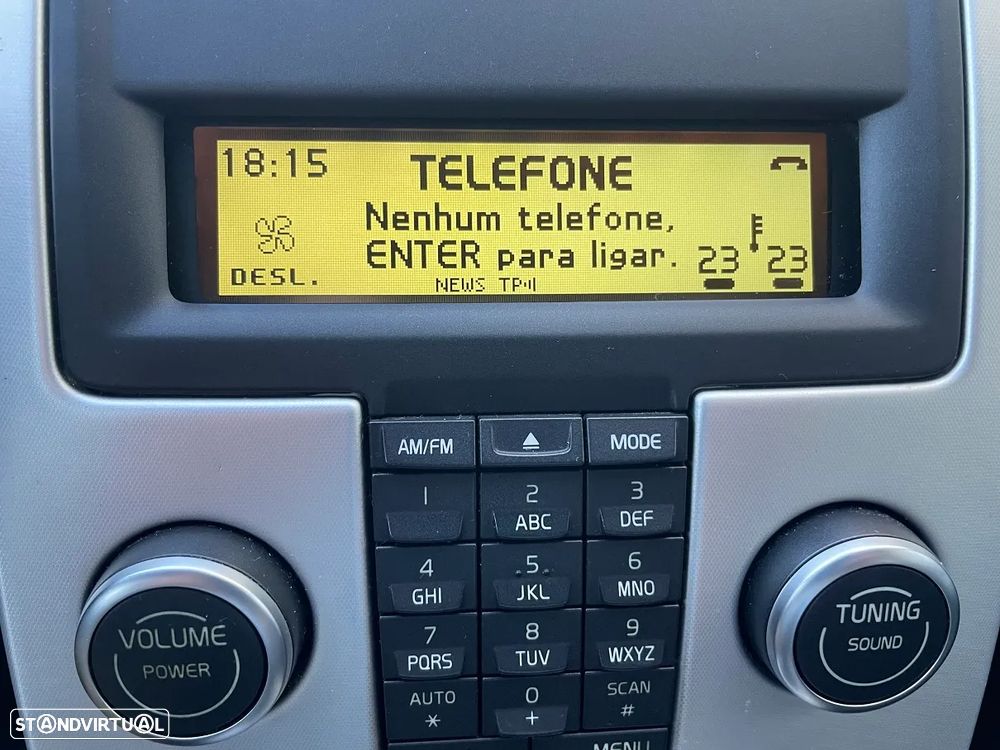 18:15
TELEFONE
Nenhum telefone,
ENTER para ligar.
23 23
DESL.
NEWS TP
AM/FM
MODE
1
2
ABC
3
DEF
4
GHI
5
JKL
6
MNO
7
PQRS
8
TUV
9
WXYZ
AUTO
*
0
+
SCAN
#
MENU
VOLUME
POWER
TUNING
SOUND
STANDVIRTUAL